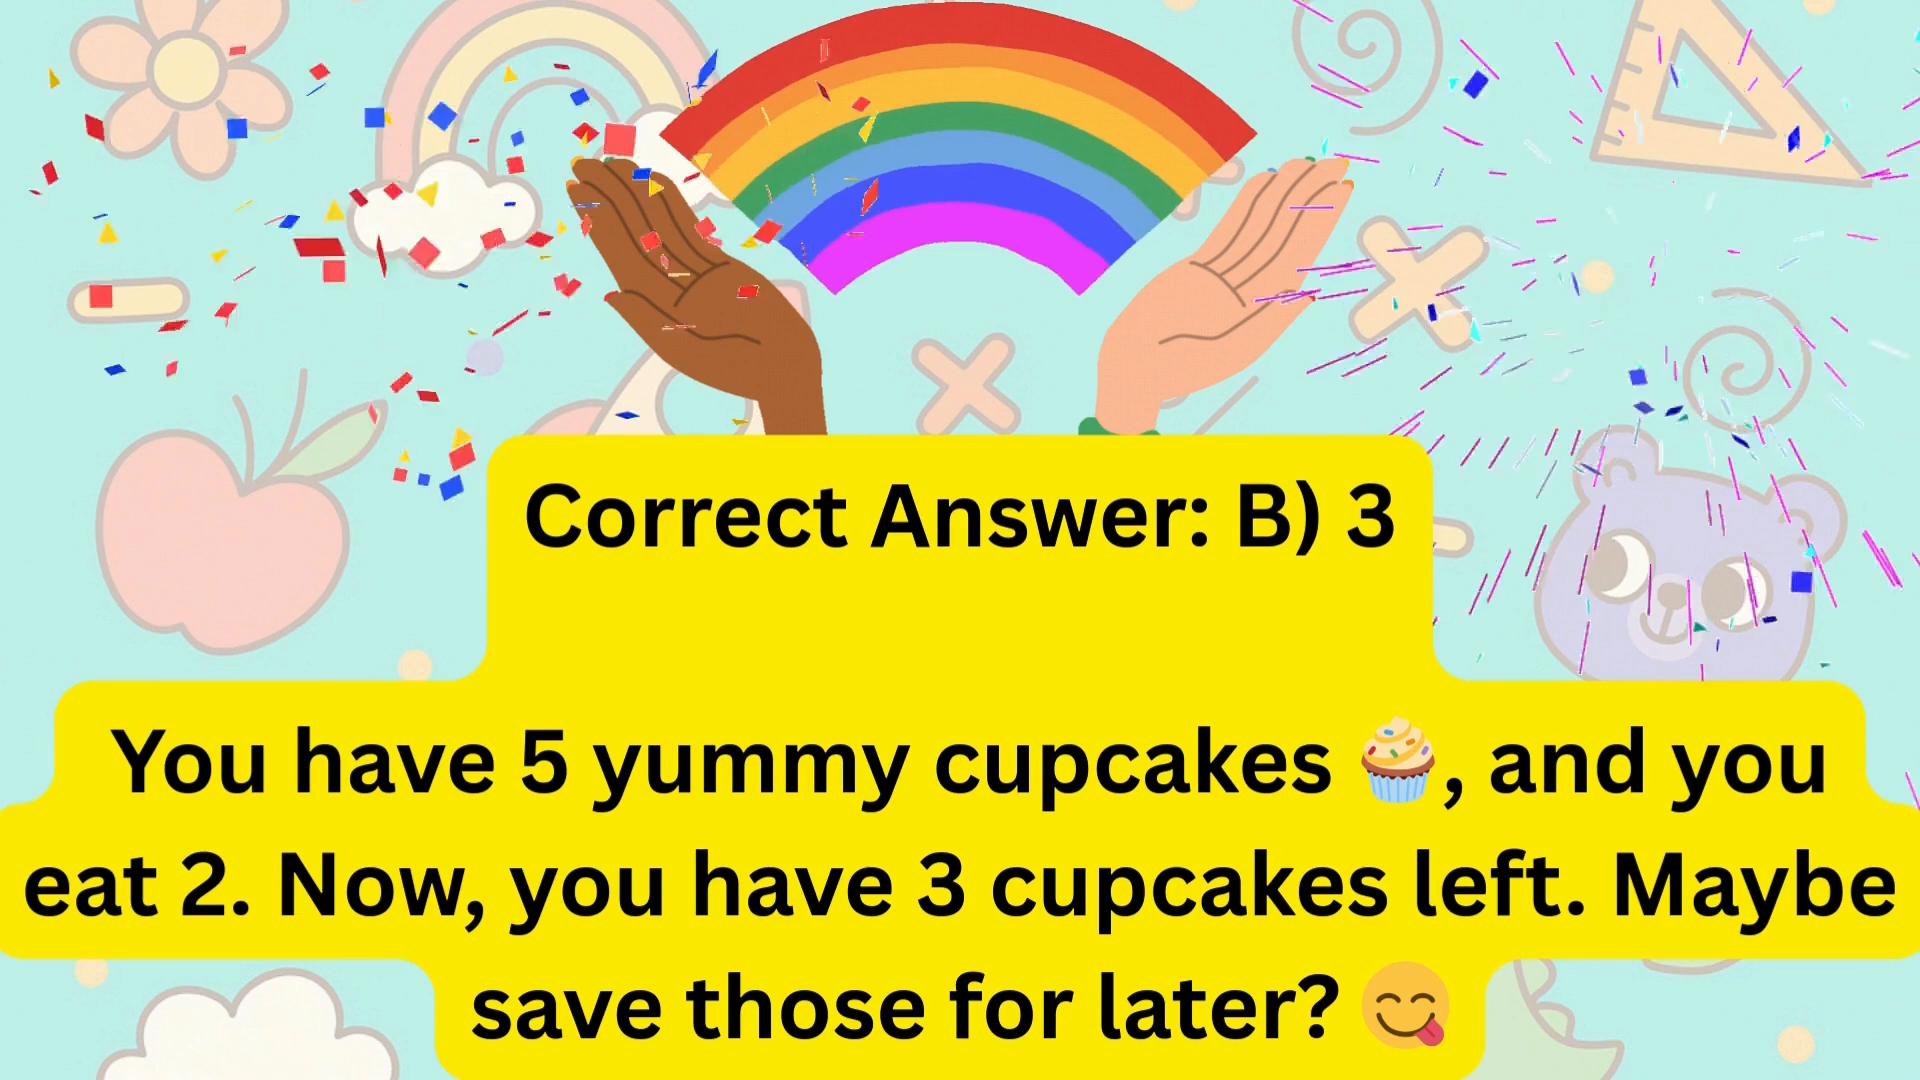 Correct Answer: B) 3
You have 5 yummy cupcakes 🧁, and you
eat 2. Now, you have 3 cupcakes left. Maybe
save those for later? 😋